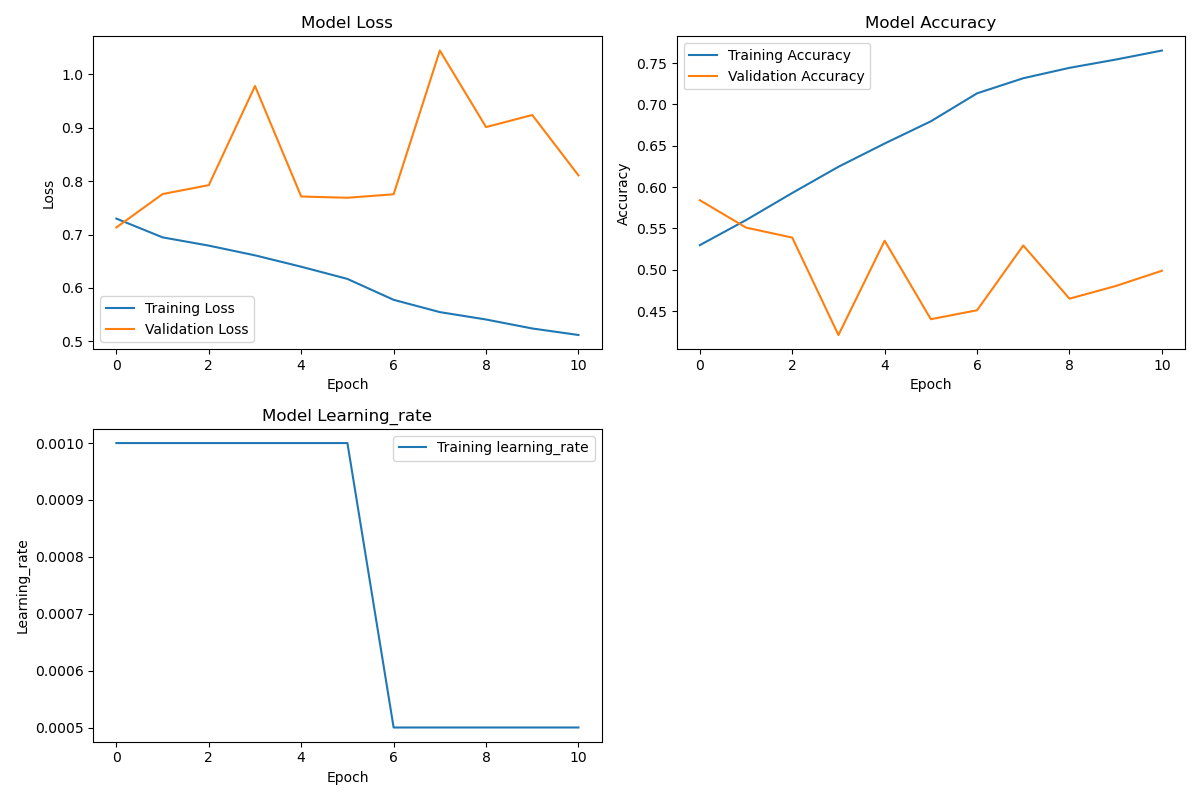 Model Loss
1.0
0.9
0.8
0.7
0.6
0.5
Loss
Training Loss
Validation Loss
0 2 4 6 8 10
Epoch
Model Accuracy
0.75
0.70
0.65
0.60
0.55
0.50
0.45
Accuracy
Training Accuracy
Validation Accuracy
0 2 4 6 8 10
Epoch
Model Learning_rate
0.0010
0.0009
0.0008
0.0007
0.0006
0.0005
Learning_rate
Training learning_rate
0 2 4 6 8 10
Epoch